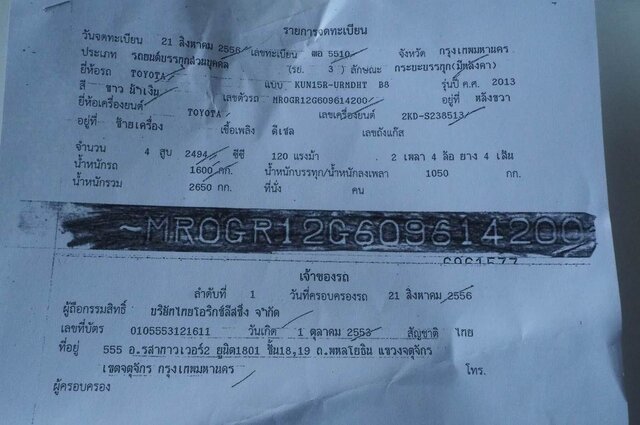 รายการจดทะเบียน
วันจดทะเบียน 21 สิงหาคม 2556 เลขทะเบียน ฒอ 5510 จังหวัด กรุงเทพมหานคร
ประเภท รถยนต์บรรทุกส่วนบุคคล (รย. 3 ) ลักษณะ กระบะบรรทุก(มีหลังคา)
ยี่ห้อรถ TOYOTA แบบ KUN15R-URMDHT B8 รุ่นปี ค.ศ. 2013
สี ขาว น้ำเงิน เลขตัวรถ MROGR12G609614200 อยู่ที่ หลังขวา
ยี่ห้อเครื่องยนต์ TOYOTA เลขเครื่องยนต์ 2KD-S238513
อยู่ที่ ซ้ายเครื่อง เชื้อเพลิง ดีเซล เลขถังแก๊ส
จำนวน 4 สูบ 2494 ซีซี 120 แรงม้า 2 เพลา 4 ล้อ ยาง 4 เส้น
น้ำหนักรถ 1600 กก. น้ำหนักบรรทุก/น้ำหนักลงเพลา 1050 กก.
น้ำหนักรวม 2650 กก. ที่นั่ง คน
~MROGR12G609614200
เจ้าของรถ
ลำดับที่ 1 วันที่ครอบครองรถ 21 สิงหาคม 2556
ผู้ถือกรรมสิทธิ์ บริษัทไทยโอริกซ์ลีสซิ่ง จำกัด
เลขที่บัตร 0105553121611 วันเกิด 1 ตุลาคม 2553 สัญชาติ ไทย
ที่อยู่ 555 อ.รสาทาวเวอร์2 ยูนิต1801 ชั้น18,19 ถ.พหลโยธิน แขวงจตุจักร
เขตจตุจักร กรุงเทพมหานคร โทร.
ผู้ครอบครอง